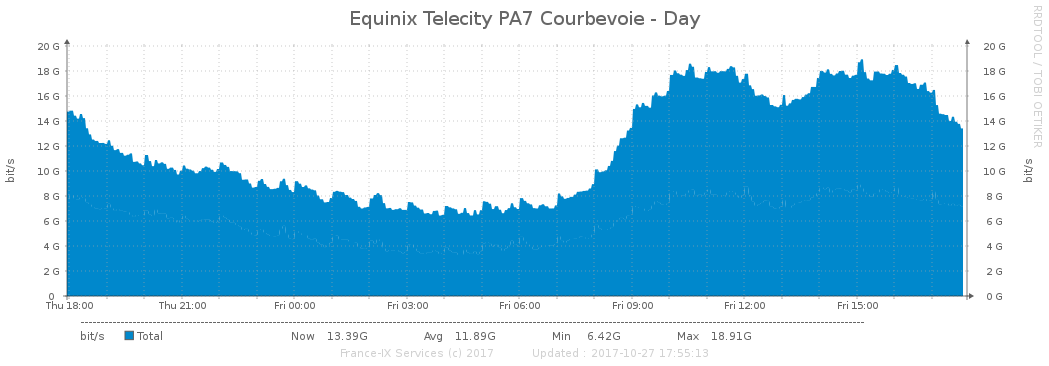 Equinix Telecity PA7 Courbevoie - Day
RRDTOOL / TOBI OETIKER
bit/s
20 G 20 G
18 G 18 G
16 G 16 G
14 G 14 G
12 G 12 G
10 G 10 G
8 G 8 G
6 G 6 G
4 G 4 G
2 G 2 G
0 0 G
bit/s
Thu 18:00 Thu 21:00 Fri 00:00 Fri 03:00 Fri 06:00 Fri 09:00 Fri 12:00 Fri 15:00
bit/s Total Now 13.39G Avg 11.89G Min 6.42G Max 18.91G
France-IX Services (c) 2017 Updated : 2017-10-27 17:55:13